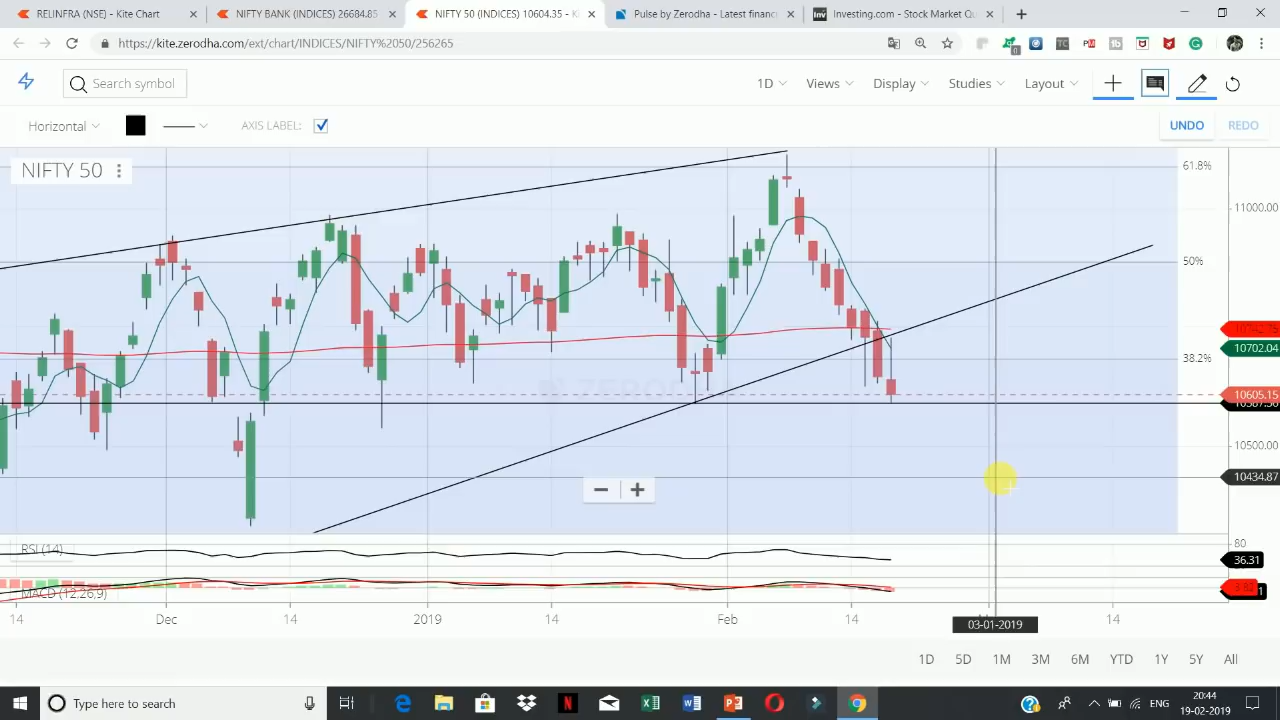 RELINFRA (NSE) - Kite Chart
NIFTY BANK (INDICES) 26684.85
NIFTY 50 (INDICES) 10604.35 -
Pulse by Zerodha - Latest financ
Inv Investing.com - Stock Market Qu
https://kite.zerodha.com/ext/chart/INDICES/NIFTY%2050/256265
Search symbol
1D
Views
Display
Studies
Layout
Horizontal
AXIS LABEL:
UNDO
REDO
NIFTY 50
61.8%
11000.00
50%
10742.75
10702.04
38.2%
10605.15
10500.00
10434.87
RSI (14)
80
36.31
MACD (12,26,9)
14
Dec
14
2019
Feb
14
14
03-01-2019
1D 5D 1M 3M 6M YTD 1Y 5Y All
Type here to search
ENG
20:44
19-02-2019